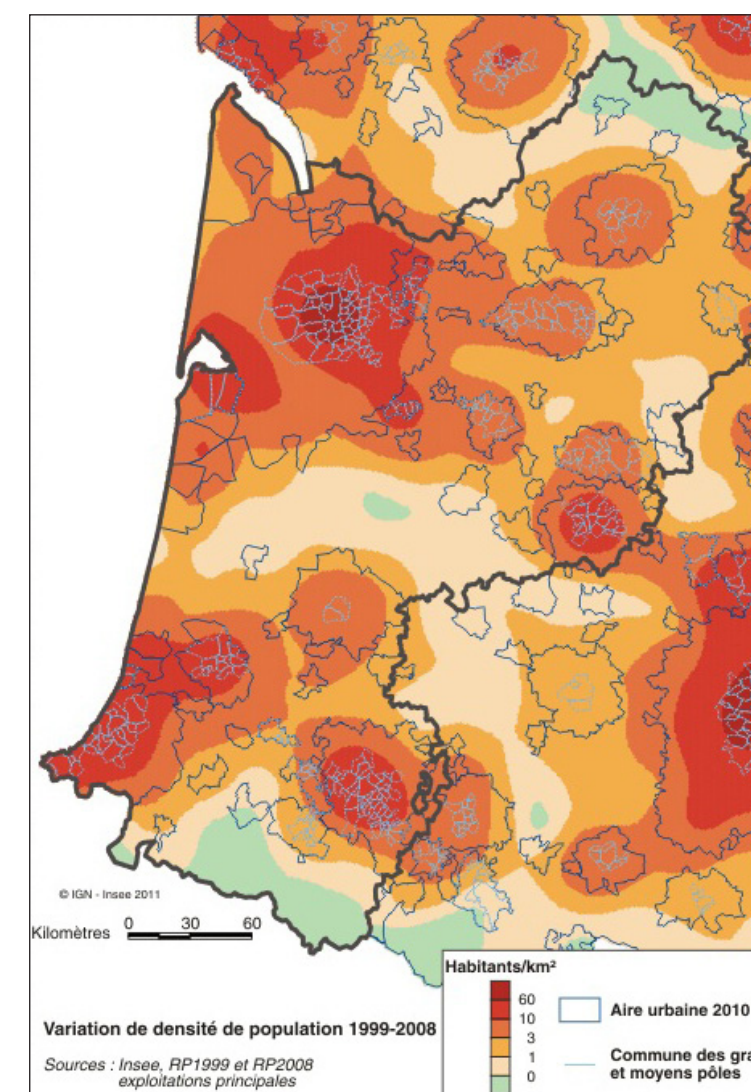 © IGN - Insee 2011
Kilomètres 0 30 60
Habitants/km²
60
10
3
1
0
Aire urbaine 2010
Commune des gra
et moyens pôles
Variation de densité de population 1999-2008
Sources : Insee, RP1999 et RP2008
exploitations principales